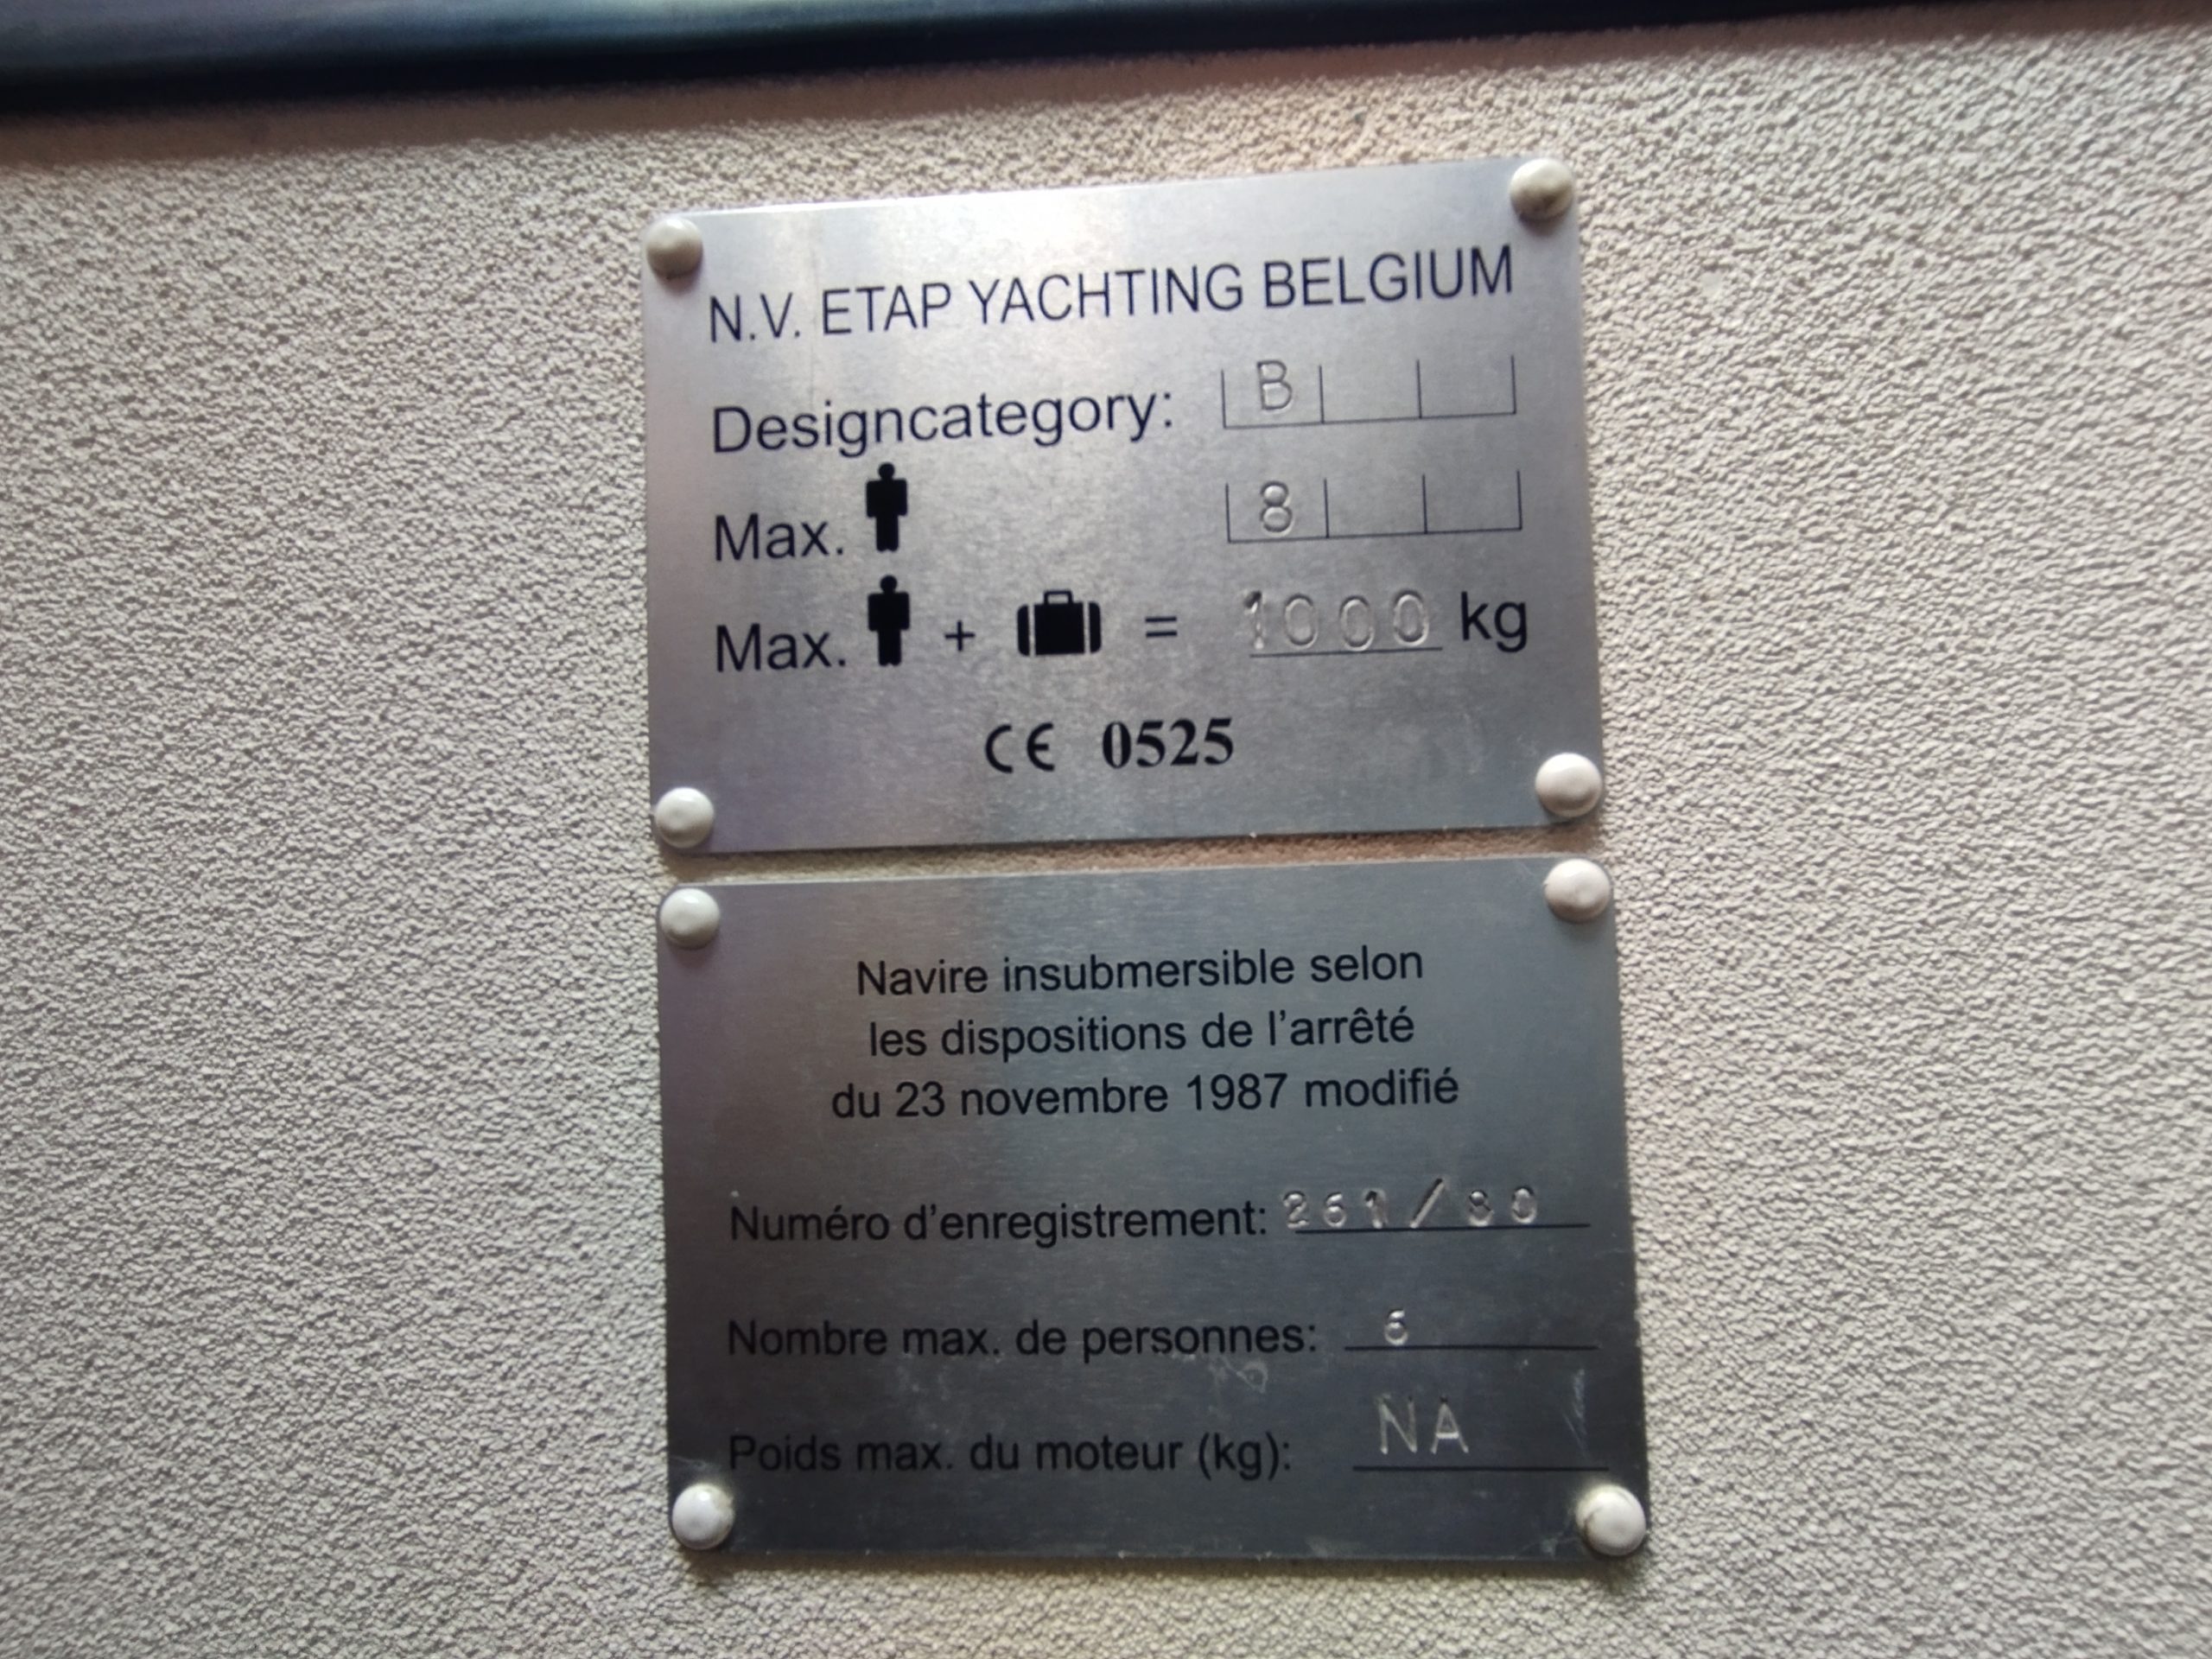 N.V. ETAP YACHTING BELGIUM
Designcategory: B
Max. 8
Max. + = 1000 kg
CE 0525
Navire insubmersible selon
les dispositions de l'arrêté
du 23 novembre 1987 modifié
Numéro d'enregistrement: 261/80
Nombre max. de personnes: 6
Poids max. du moteur (kg): NA